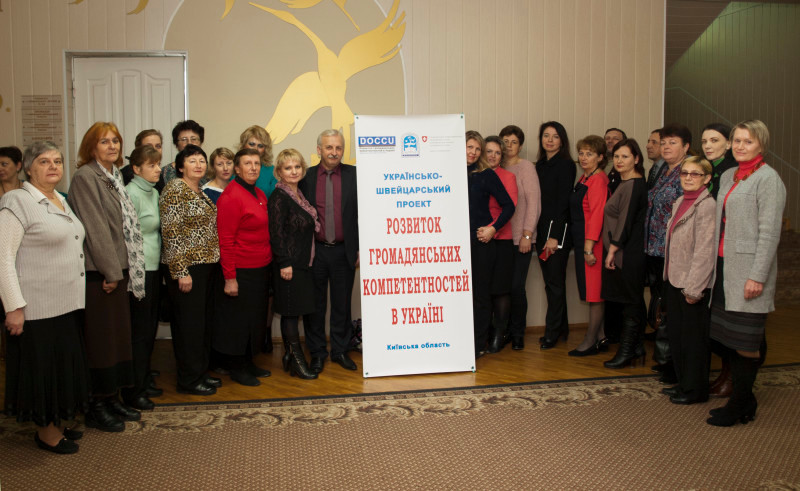 DOCCU
УКРАЇНСЬКО-
ШВЕЙЦАРСЬКИЙ
ПРОЕКТ
РОЗВИТОК
ГРОМАДЯНСЬКИХ
КОМПЕТЕНТНОСТЕЙ
В УКРАЇНІ
Київська область